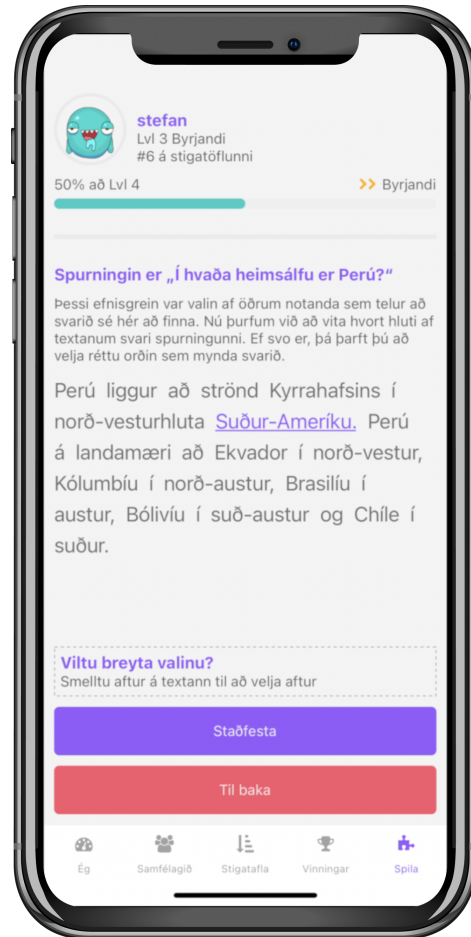 stefan
Lvl 3 Byrjandi
#6 á stigatöflunni
50% að Lvl 4
>> Byrjandi
Spurningin er „Í hvaða heimsálfu er Perú?“
Þessi efnisgrein var valin af öðrum notanda sem telur að
svarið sé hér að finna. Nú þurfum við að vita hvort hluti af
textanum svari spurningunni. Ef svo er, þá þarft þú að
velja réttu orðin sem mynda svarið.
Perú liggur að strönd Kyrrahafsins í
norð-vesturhluta Suður-Ameríku. Perú
á landamæri að Ekvador í norð-vestur,
Kólumbíu í norð-austur, Brasilíu í
austur, Bólivíu í suð-austur og Chíle í
suður.
Viltu breyta valinu?
Smelltu aftur á textann til að velja aftur
Staðfesta
Til baka
Ég
Samfélagið
Stigatafla
Vinningar
Spila